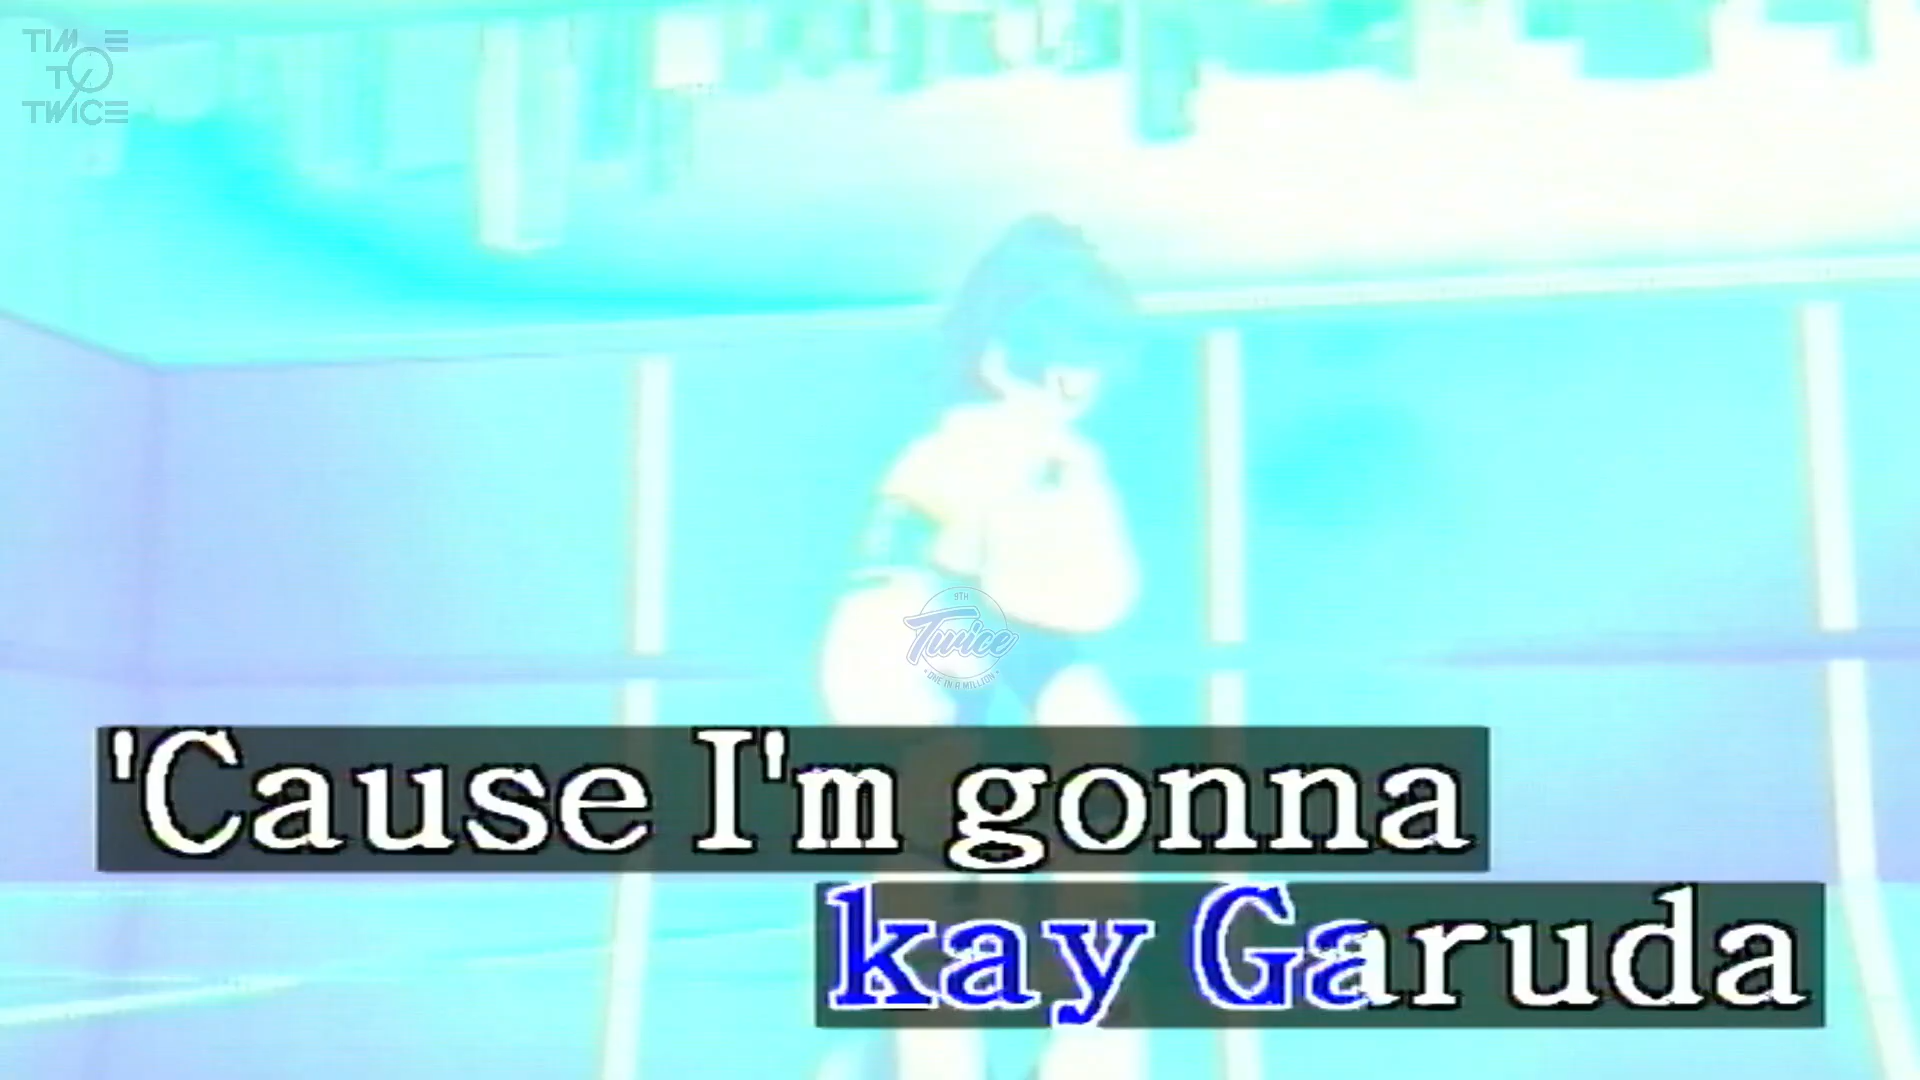 TIME
TO
TWICE
9TH
Twice
• ONE IN A MILLION •
'Cause I'm gonna
kay Garuda